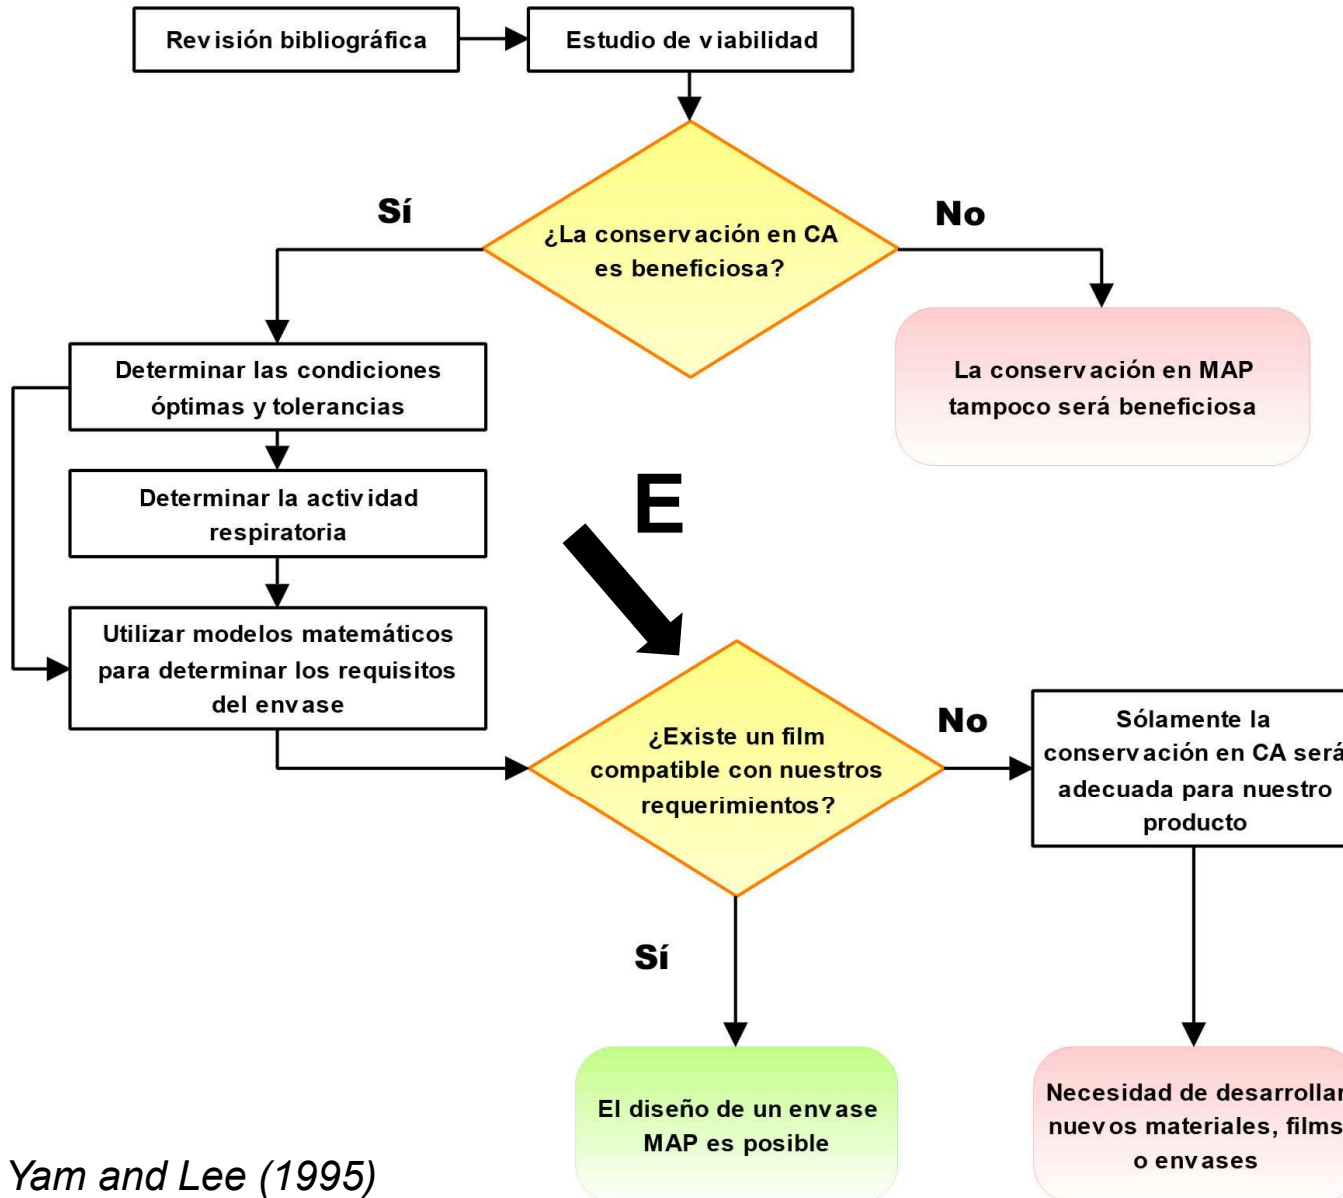 Revisión bibliográfica
Estudio de viabilidad
¿La conservación en CA
es beneficiosa?
Sí
No
La conservación en MAP
tampoco será beneficiosa
Determinar las condiciones
óptimas y tolerancias
Determinar la actividad
respiratoria
Utilizar modelos matemáticos
para determinar los requisitos
del envase
E
¿Existe un film
compatible con nuestros
requerimientos?
No
Sólamente la
conservación en CA será
adecuada para nuestro
producto
Sí
El diseño de un envase
MAP es posible
Necesidad de desarrollar
nuevos materiales, films
o envases
Yam and Lee (1995)